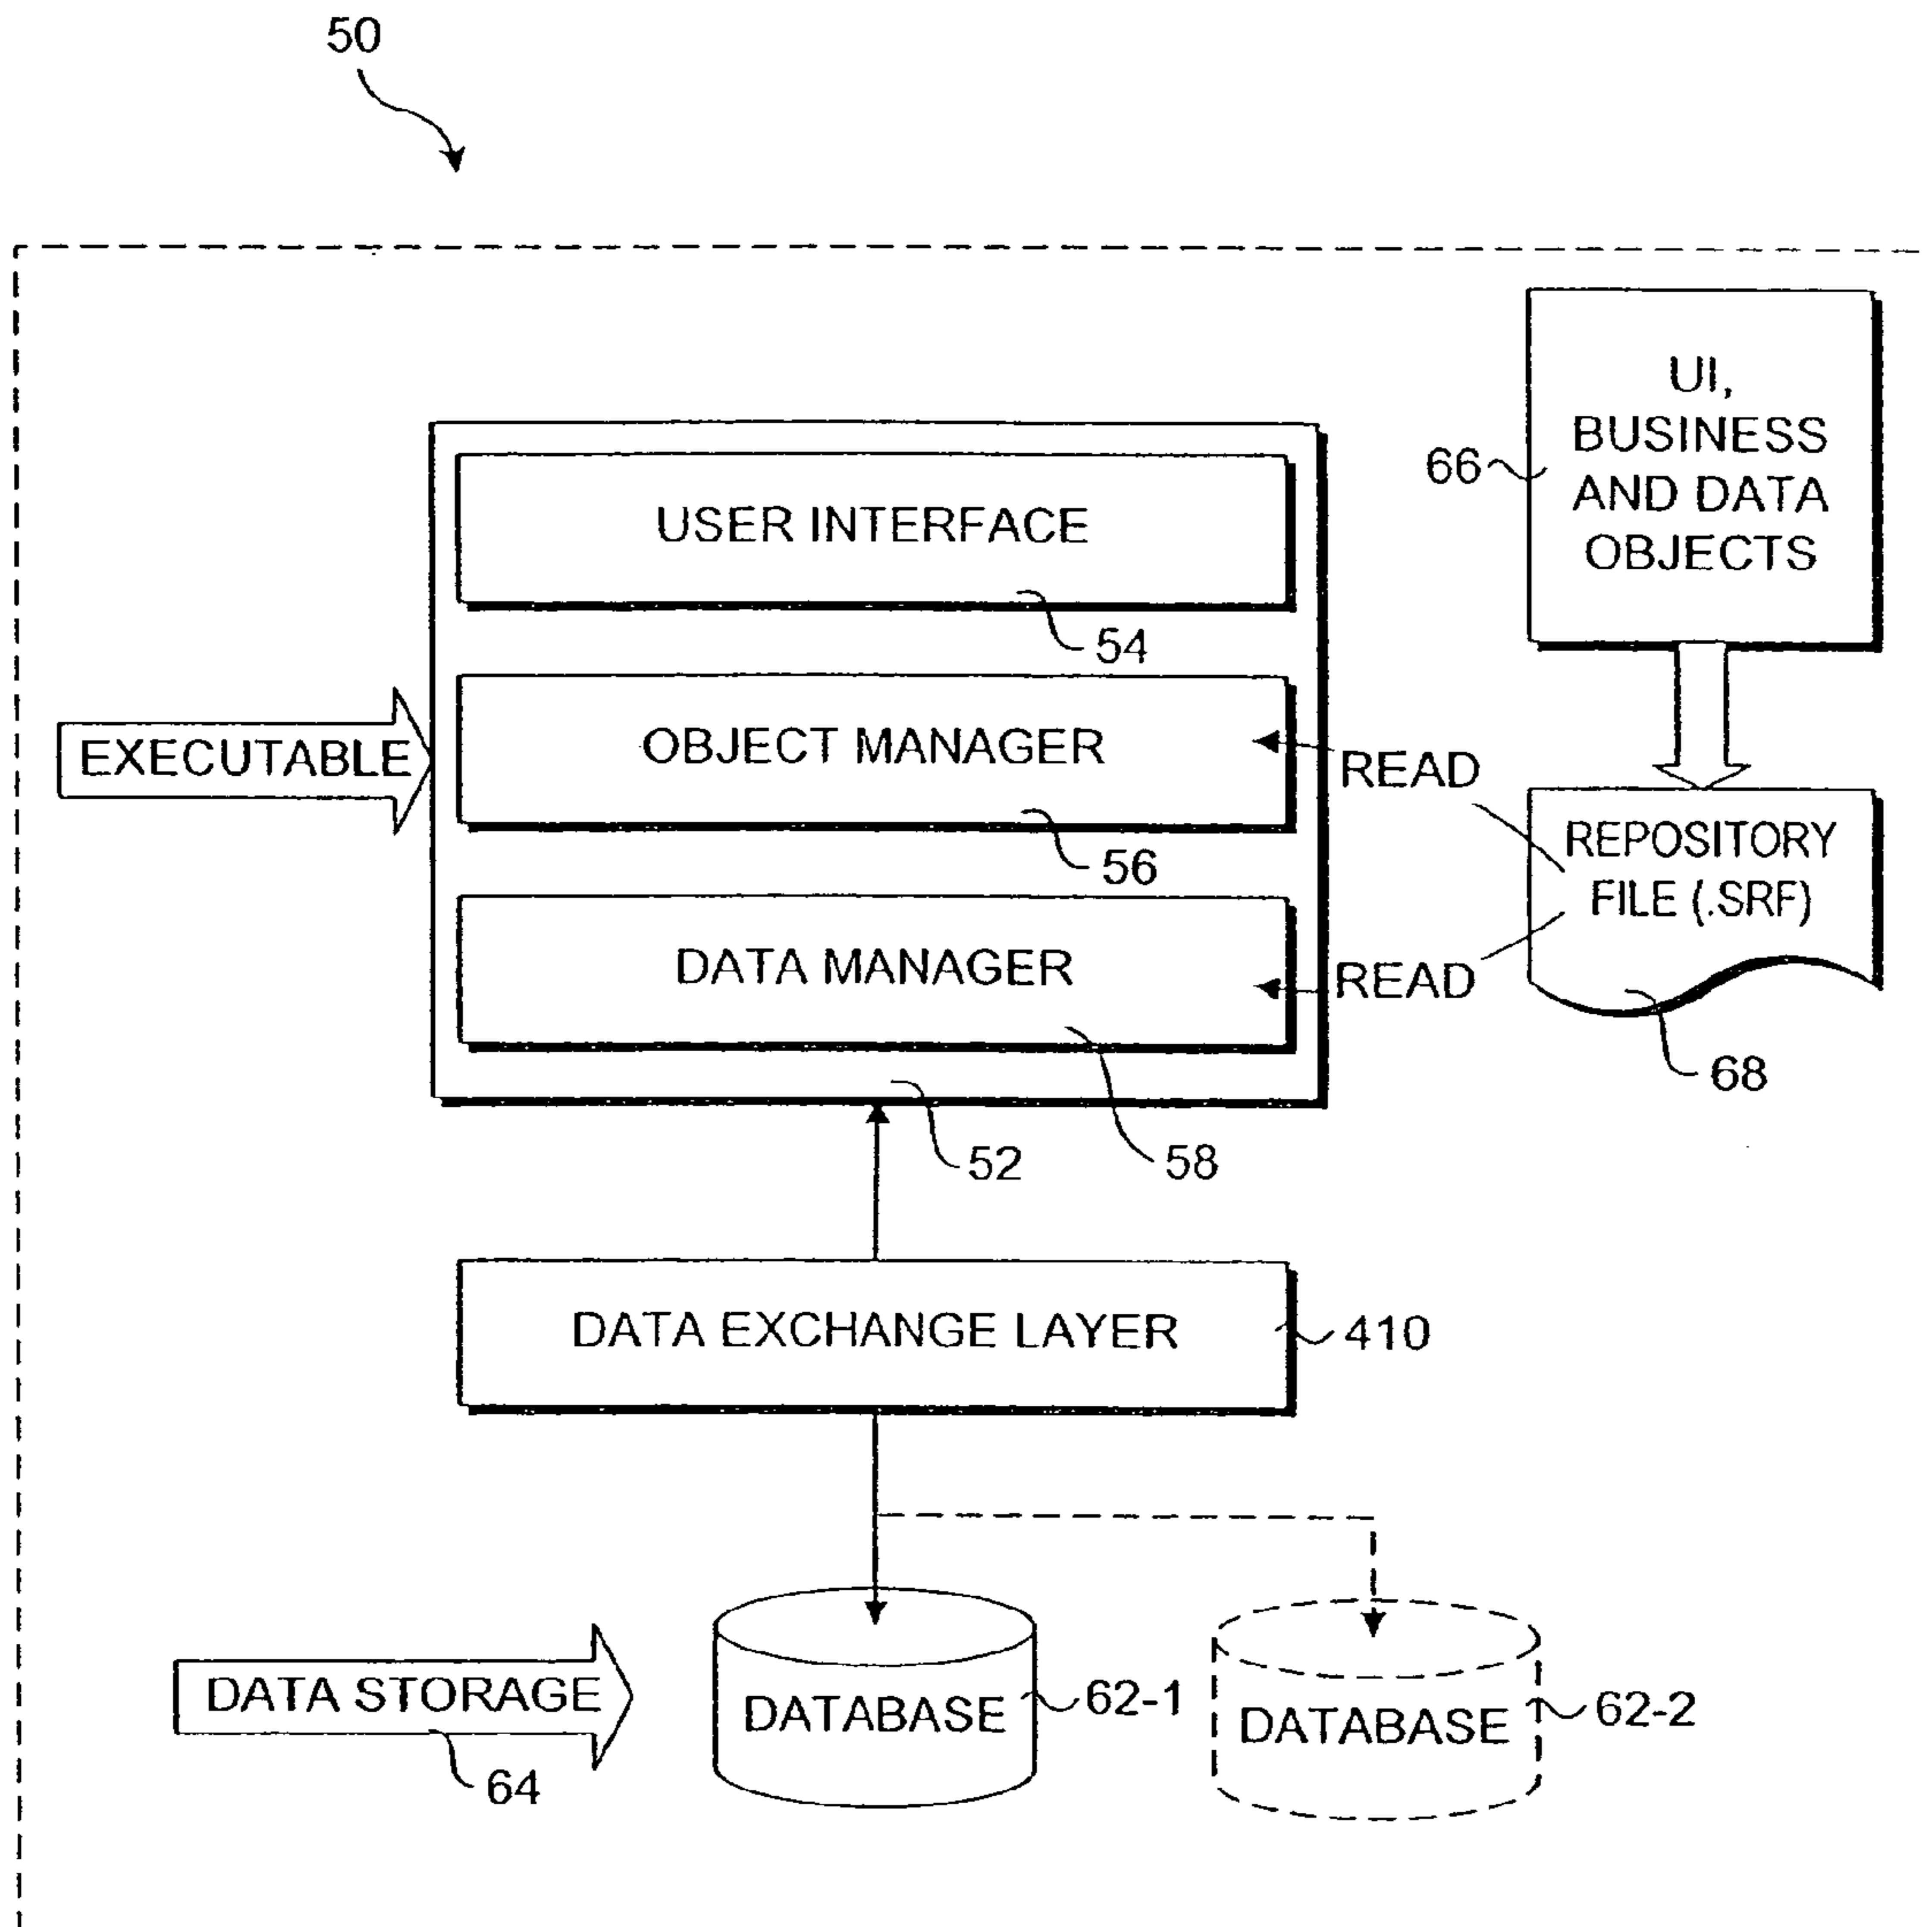 50
UI,
BUSINESS
AND DATA
OBJECTS
66
USER INTERFACE
54
EXECUTABLE
OBJECT MANAGER
READ
56
REPOSITORY
FILE (.SRF)
DATA MANAGER
READ
68
52
58
DATA EXCHANGE LAYER
410
DATA STORAGE
64
DATABASE
62-1
DATABASE
62-2